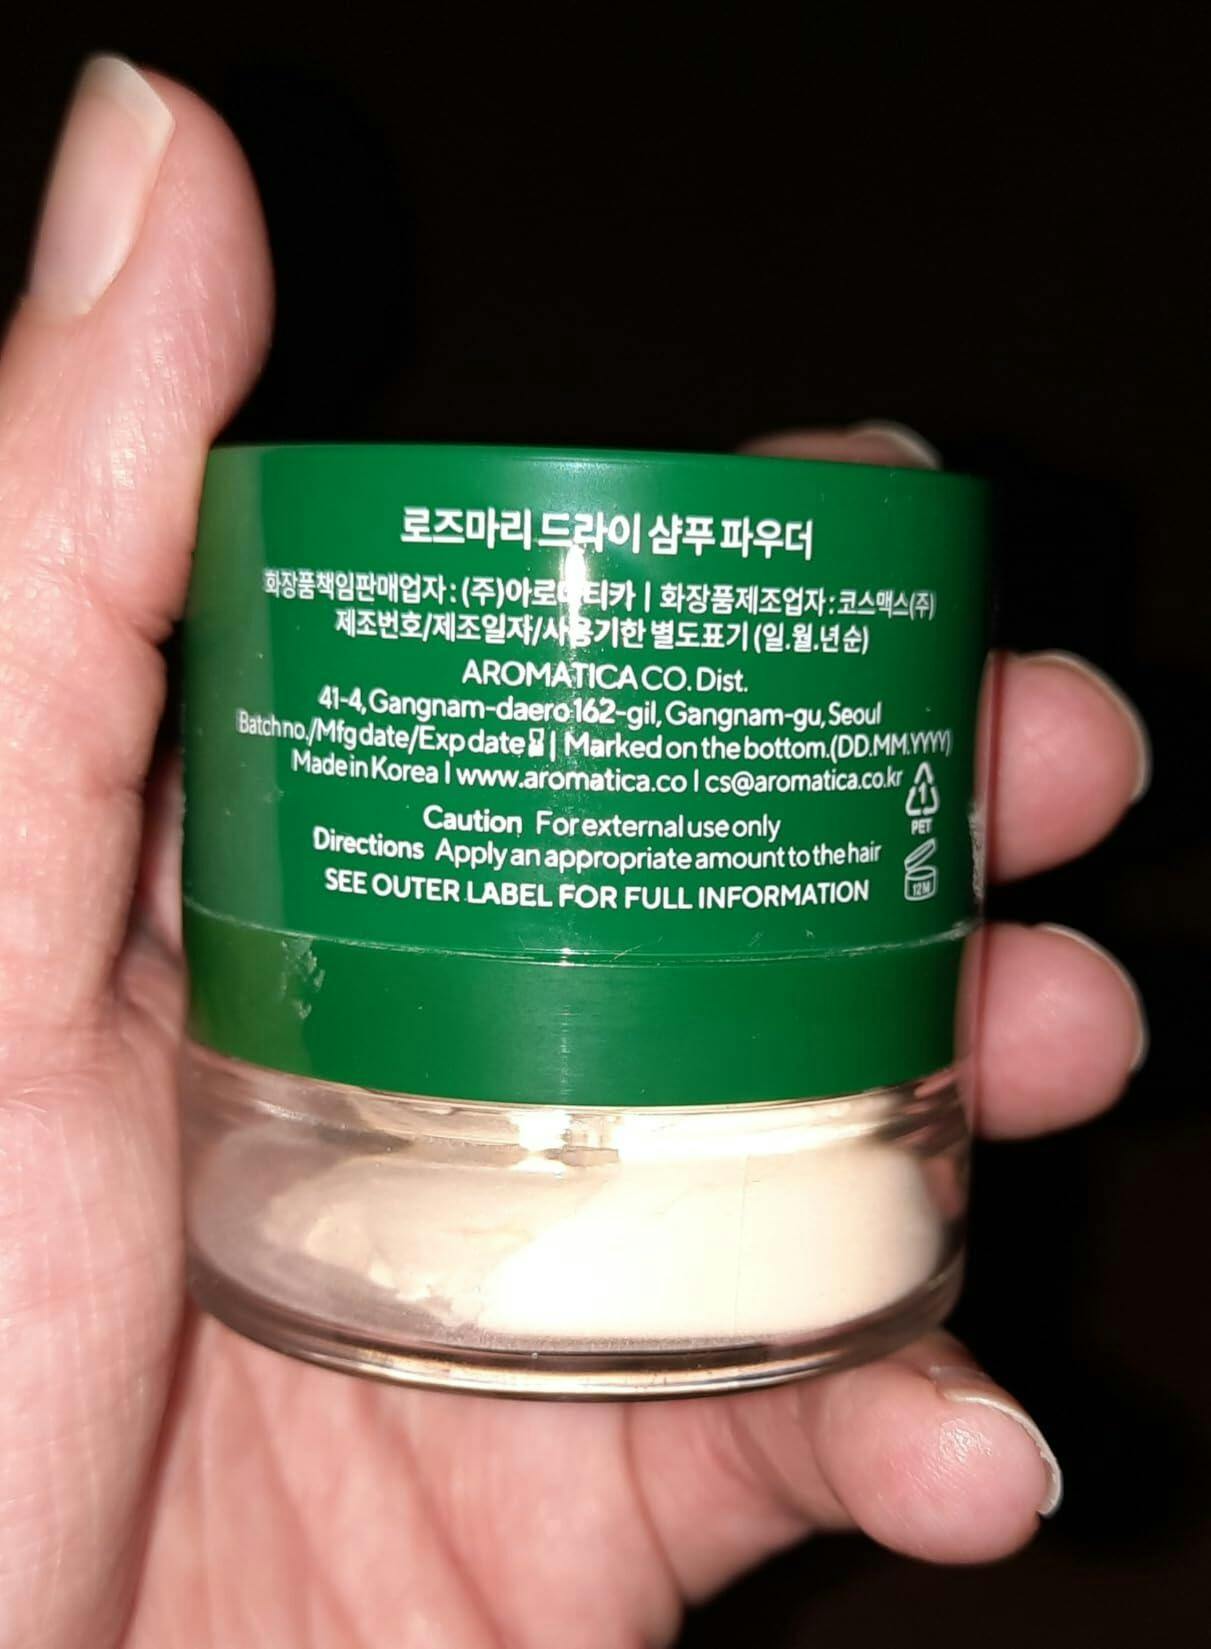 로즈마리 드라이 샴푸 파우더
화장품책임판매업자 : (주)아로마티카 | 화장품제조업자 : 코스맥스(주)
제조번호/제조일자/사용기한 별도표기 (일.월.년 순)
AROMATICA CO. Dist.
41-4, Gangnam-daero 162-gil, Gangnam-gu, Seoul
Batch no./Mfg date/Exp date | Marked on the bottom.(DD.MM.YYYY)
Made in Korea | www.aromatica.co | cs@aromatica.co.kr
1
PET
Caution For external use only
Directions Apply an appropriate amount to the hair
12M
SEE OUTER LABEL FOR FULL INFORMATION